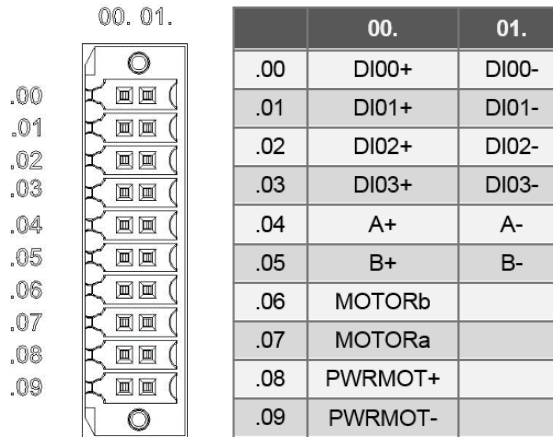 00. 01.
.00
.01
.02
.03
.04
.05
.06
.07
.08
.09
00. 01.
.00 DI00+ DI00-
.01 DI01+ DI01-
.02 DI02+ DI02-
.03 DI03+ DI03-
.04 A+ A-
.05 B+ B-
.06 MOTORb
.07 MOTORa
.08 PWRMOT+
.09 PWRMOT-